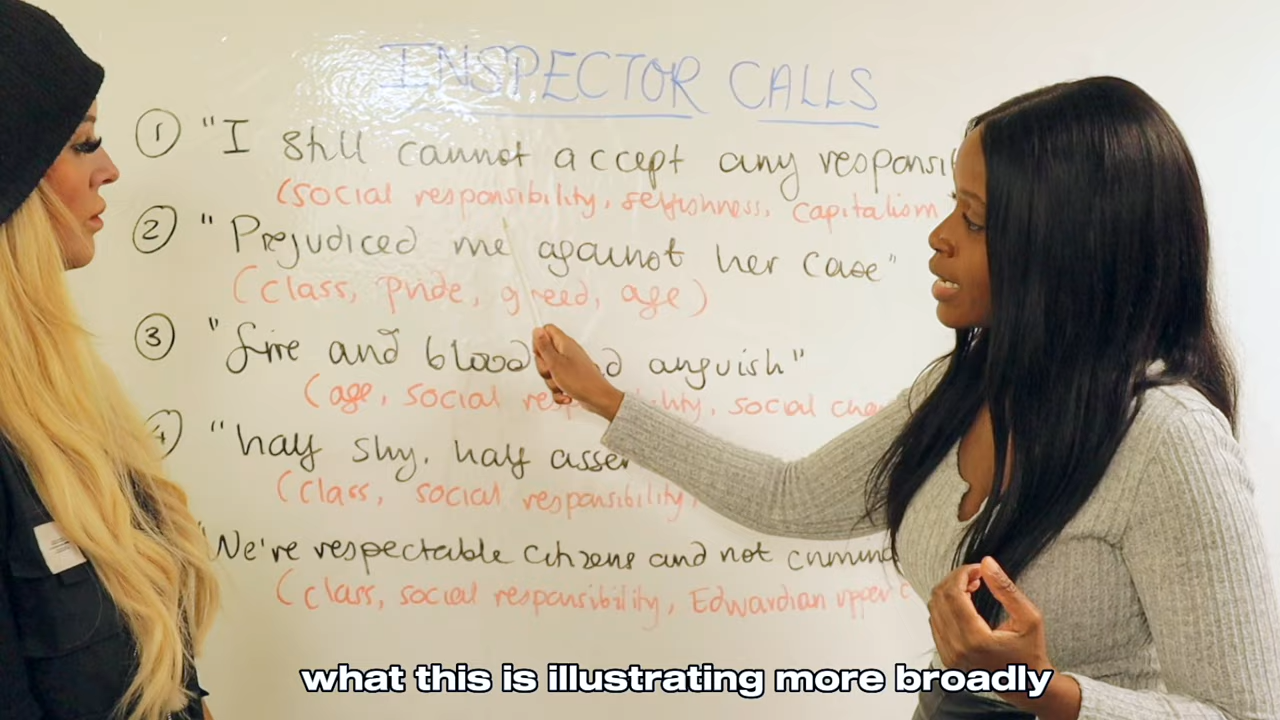 INSPECTOR CALLS
① "I still cannot accept any responsi
(social responsibility, selfishness, capitalism
② "Prejudiced me against her case"
(class, pride, greed, age)
③ "fire and blood and anguish"
(age, social responsibility, social cha
4 "half shy, half asser
(class, social responsibility,
"We're respectable citizens and not crimina
(class, social responsibility, Edwardian upper c
what this is illustrating more broadly